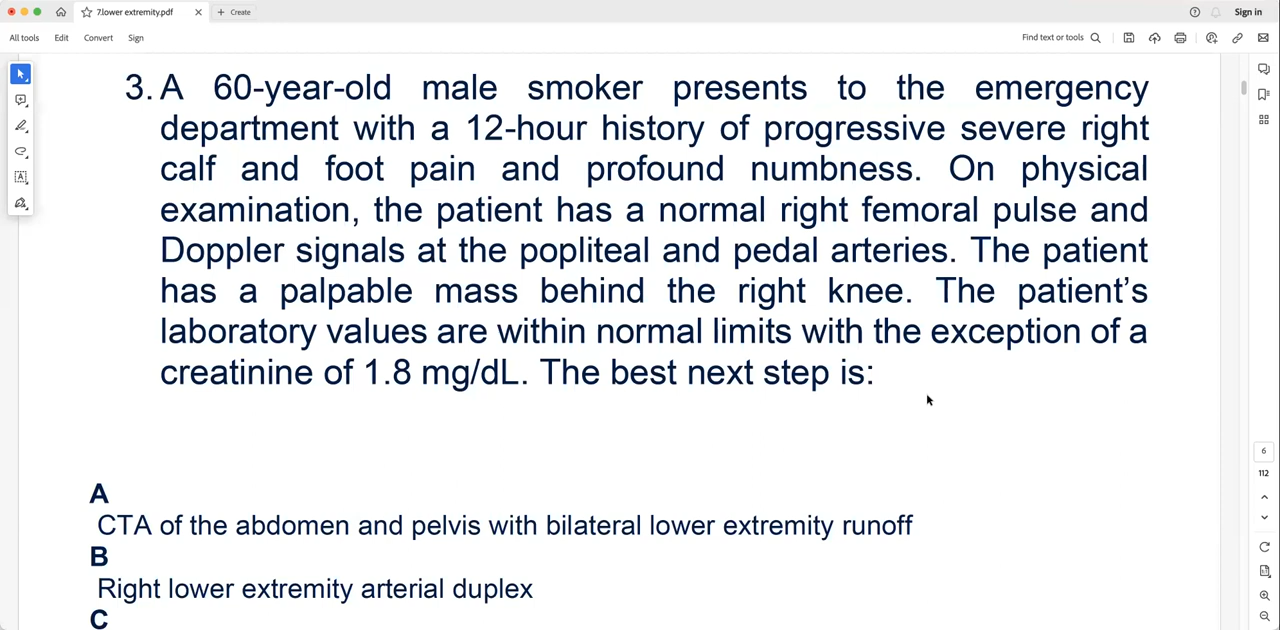 7.lower extremity.pdf
Create
Sign in
All tools
Edit
Convert
Sign
Find text or tools
3. A 60-year-old male smoker presents to the emergency
department with a 12-hour history of progressive severe right
calf and foot pain and profound numbness. On physical
examination, the patient has a normal right femoral pulse and
Doppler signals at the popliteal and pedal arteries. The patient
has a palpable mass behind the right knee. The patient’s
laboratory values are within normal limits with the exception of a
creatinine of 1.8 mg/dL. The best next step is:
A
CTA of the abdomen and pelvis with bilateral lower extremity runoff
B
Right lower extremity arterial duplex
C
6
112